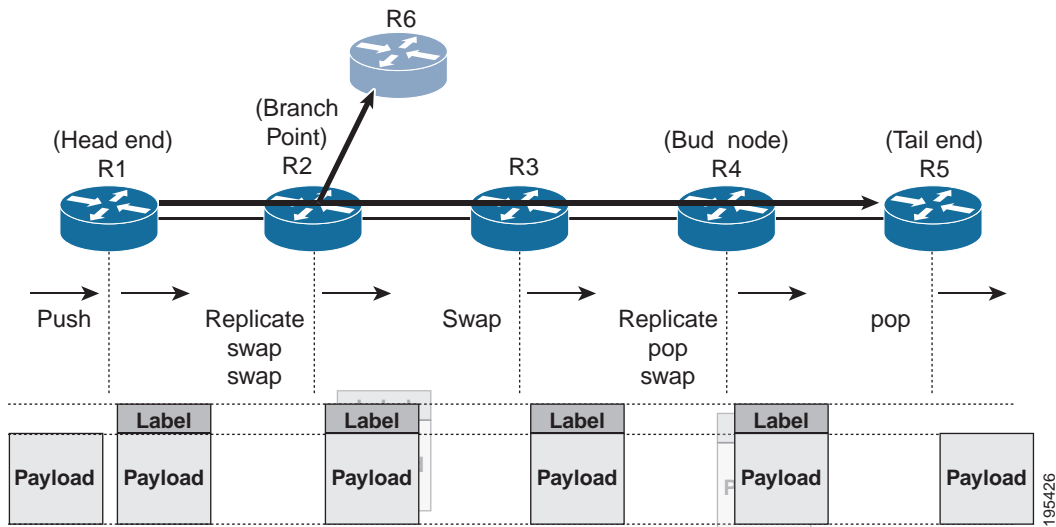 R6
(Branch
Point)
(Head end)
R1
R2
R3
(Bud node)
R4
(Tail end)
R5
Push
Replicate
swap
swap
Swap
Replicate
pop
swap
pop
Label
Label
Label
Label
Payload
Payload
Payload
Payload
Payload
Payload
195426